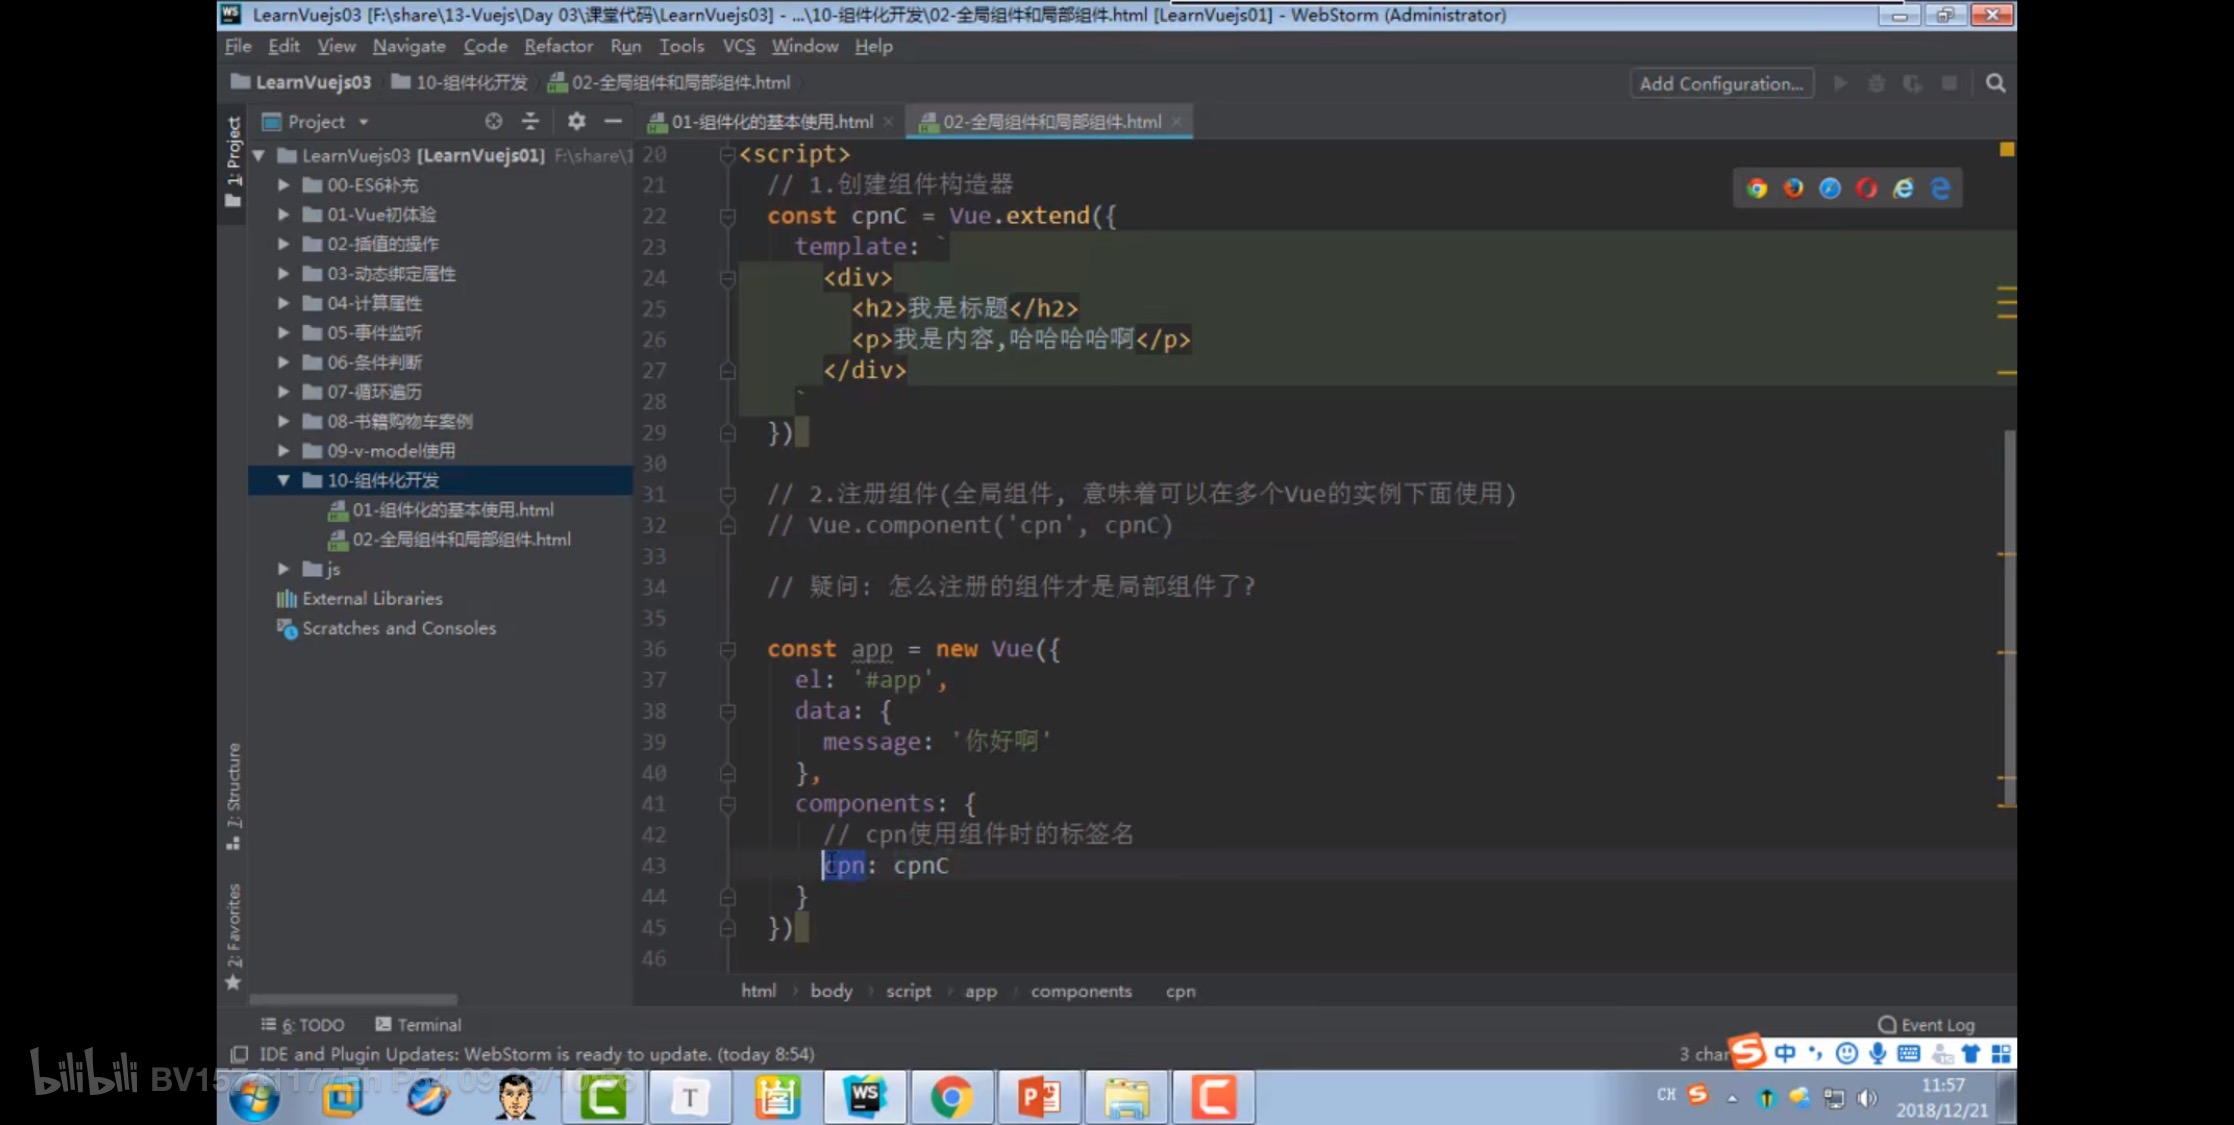 LearnVuejs03 [F:\share\13-Vuejs\Day 03\课堂代码\LearnVuejs03] - ...\10-组件化开发\02-全局组件和局部组件.html [LearnVuejs01] - WebStorm (Administrator)
File Edit View Navigate Code Refactor Run Tools VCS Window Help
LearnVuejs03 10-组件化开发 02-全局组件和局部组件.html Add Configuration...
1: Project
Project
01-组件化的基本使用.html 02-全局组件和局部组件.html
LearnVuejs03 [LearnVuejs01] F:\share\1
00-ES6补充
01-Vue初体验
02-插值的操作
03-动态绑定属性
04-计算属性
05-事件监听
06-条件判断
07-循环遍历
08-书籍购物车案例
09-v-model使用
10-组件化开发
01-组件化的基本使用.html
02-全局组件和局部组件.html
js
External Libraries
Scratches and Consoles
7: Structure
2: Favorites
20 <script>
21 // 1.创建组件构造器
22 const cpnC = Vue.extend({
23 template: `
24 <div>
25 <h2>我是标题</h2>
26 <p>我是内容,哈哈哈哈啊</p>
27 </div>
28 `
29 })
30
31 // 2.注册组件(全局组件, 意味着可以在多个Vue的实例下面使用)
32 // Vue.component('cpn', cpnC)
33
34 // 疑问: 怎么注册的组件才是局部组件了?
35
36 const app = new Vue({
37 el: '#app',
38 data: {
39 message: '你好啊'
40 },
41 components: {
42 // cpn使用组件时的标签名
43 cpn: cpnC
44 }
45 })
46
html body script app components cpn
6: TODO Terminal Event Log
IDE and Plugin Updates: WebStorm is ready to update. (today 8:54) 3 char
中
bilibili
CH 11:57
2018/12/21